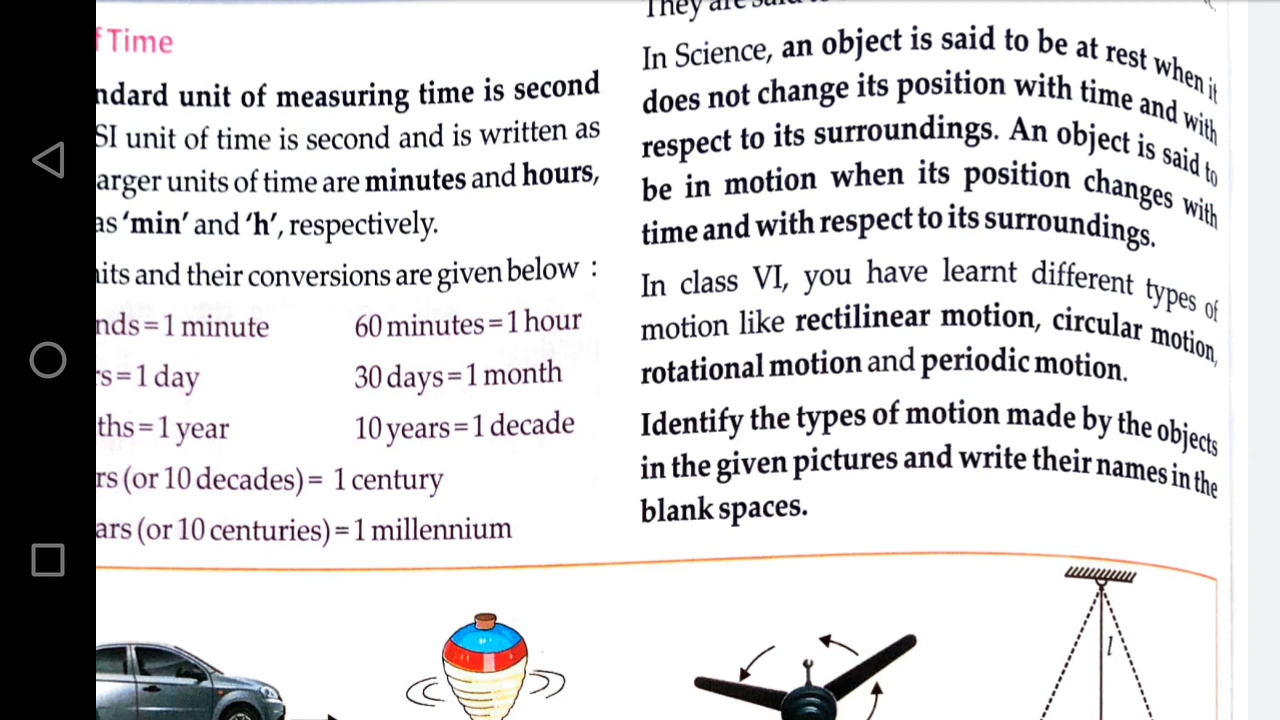 f Time
ndard unit of measuring time is second
SI unit of time is second and is written as
arger units of time are minutes and hours,
as ‘min’ and ‘h’, respectively.
its and their conversions are given below :
nds = 1 minute 60 minutes = 1 hour
rs = 1 day 30 days = 1 month
ths = 1 year 10 years = 1 decade
rs (or 10 decades) = 1 century
ars (or 10 centuries) = 1 millennium
They are said
In Science, an object is said to be at rest when it
does not change its position with time and with
respect to its surroundings. An object is said to
be in motion when its position changes with
time and with respect to its surroundings.
In class VI, you have learnt different types of
motion like rectilinear motion, circular motion,
rotational motion and periodic motion.
Identify the types of motion made by the objects
in the given pictures and write their names in the
blank spaces.
l